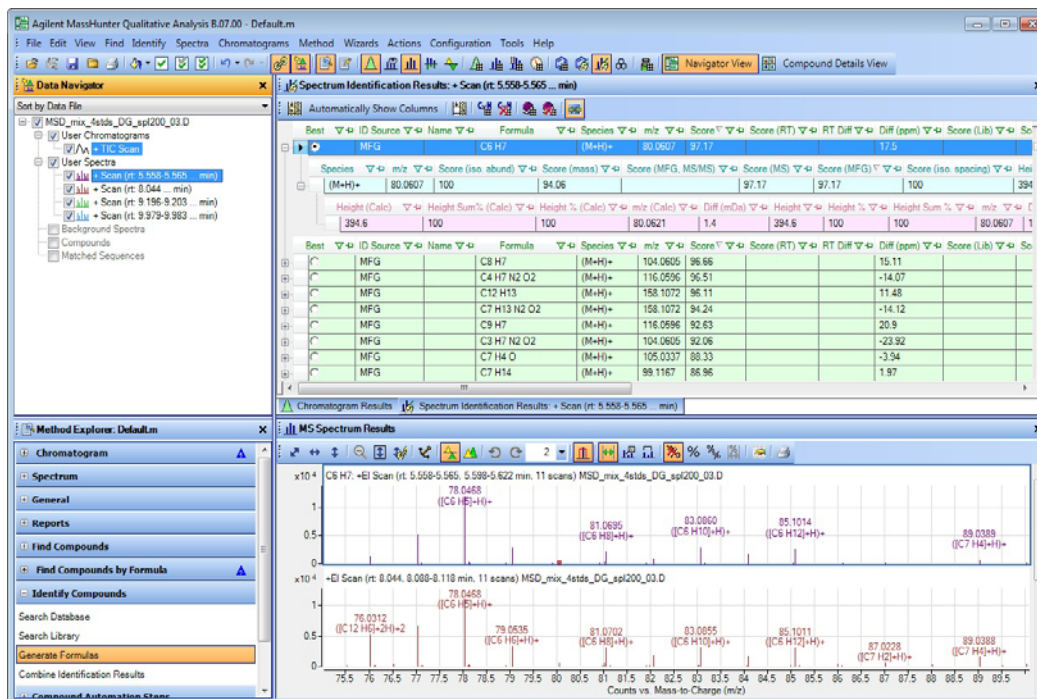 Agilent MassHunter Qualitative Analysis B.07.00 - Default.m
File Edit View Find Identify Spectra Chromatograms Method Wizards Actions Configuration Tools Help
Navigator View Compound Details View
Data Navigator
Sort by Data File
MSD_mix_4stds_DG_spl200_03.D
User Chromatograms
+ TIC Scan
User Spectra
+ Scan (rt: 5.558-5.565 ... min)
+ Scan (rt: 8.044 ... min)
+ Scan (rt: 9.196-9.203 ... min)
+ Scan (rt: 9.979-9.983 ... min)
Background Spectra
Compounds
Matched Sequences
Spectrum Identification Results: + Scan (rt: 5.558-5.565 ... min)
Automatically Show Columns
Best ID Source Name Formula Species m/z Score Score (RT) RT Diff Diff (ppm) Score (Lib)
MFG C6 H7 (M+H)+ 80.0607 97.17 17.5
Species m/z Score (iso. abund) Score (mass) Score (MFG, MS/MS) Score (MS) Score (MFG) Score (iso. spacing)
(M+H)+ 80.0607 100 94.06 97.17 97.17 100
Height (Calc) Height Sum% (Calc) Height % (Calc) m/z (Calc) Diff (mDa) Height Height % Height Sum % m/z
394.6 100 100 80.0621 1.4 394.6 100 100 80.0607
Best ID Source Name Formula Species m/z Score Score (RT) RT Diff Diff (ppm) Score (Lib)
MFG C8 H7 (M+H)+ 104.0605 96.66 15.11
MFG C4 H7 N2 O2 (M+H)+ 116.0596 96.51 -14.07
MFG C12 H13 (M+H)+ 158.1072 96.11 11.48
MFG C7 H13 N2 O2 (M+H)+ 158.1072 94.24 -14.12
MFG C9 H7 (M+H)+ 116.0596 92.63 20.9
MFG C3 H7 N2 O2 (M+H)+ 104.0605 92.06 -23.92
MFG C7 H4 O (M+H)+ 105.0337 88.33 -3.94
MFG C7 H14 (M+H)+ 99.1167 86.96 1.97
Chromatogram Results Spectrum Identification Results: + Scan (rt: 5.558-5.565 ... min)
Method Explorer: Default.m
Chromatogram
Spectrum
General
Reports
Find Compounds
Find Compounds by Formula
Identify Compounds
Search Database
Search Library
Generate Formulas
Combine Identification Results
Compound Automation Steps
MS Spectrum Results
2
x10 4 C6 H7: +EI Scan (rt: 5.558-5.565, 5.598-5.622 min, 11 scans) MSD_mix_4stds_DG_spl200_03.D
78.0468
([C6 H5]+H)+
81.0695
([C6 H8]+H)+
83.0860
([C6 H10]+H)+
85.1014
([C6 H12]+H)+
89.0389
([C7 H4]+H)+
1
0.5
0
x10 4 +EI Scan (rt: 8.044, 8.088-8.118 min, 11 scans) MSD_mix_4stds_DG_spl200_03.D
78.0468
([C6 H5]+H)+
76.0312
([C12 H6]+2H)+2
79.0535
([C6 H6]+H)+
81.0702
([C6 H8]+H)+
83.0855
([C6 H10]+H)+
85.1011
([C6 H12]+H)+
87.0228
([C7 H2]+H)+
89.0388
([C7 H4]+H)+
1
0.5
0
75.5 76 76.5 77 77.5 78 78.5 79 79.5 80 80.5 81 81.5 82 82.5 83 83.5 84 84.5 85 85.5 86 86.5 87 87.5 88 88.5 89 89.5
Counts vs. Mass-to-Charge (m/z)